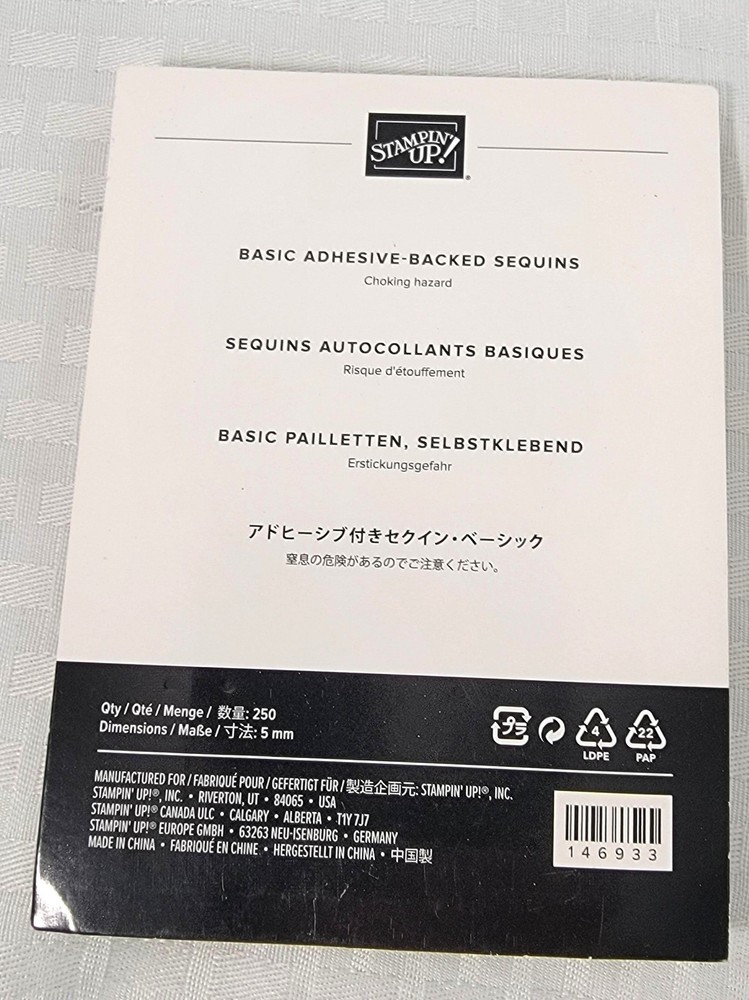 STAMPIN' UP!®
BASIC ADHESIVE-BACKED SEQUINS
Choking hazard
SEQUINS AUTOCOLLANTS BASIQUES
Risque d'étouffement
BASIC PAILLETTEN, SELBSTKLEBEND
Erstickungsgefahr
アドヒーシブ付きセクイン・ベーシック
窒息の危険があるのでご注意ください。
Qty / Qté / Menge / 数量: 250
Dimensions / Maße / 寸法: 5 mm
プラ
4
LDPE
22
PAP
MANUFACTURED FOR / FABRIQUÉ POUR / GEFERTIGT FÜR / 製造企画元: STAMPIN' UP!®, INC.
STAMPIN' UP!®, INC. • RIVERTON, UT • 84065 • USA
STAMPIN' UP!® CANADA ULC • CALGARY • ALBERTA • T1Y 7J7
STAMPIN' UP!® EUROPE GMBH • 63263 NEU-ISENBURG • GERMANY
MADE IN CHINA • FABRIQUÉ EN CHINE • HERGESTELLT IN CHINA • 中国製
146933